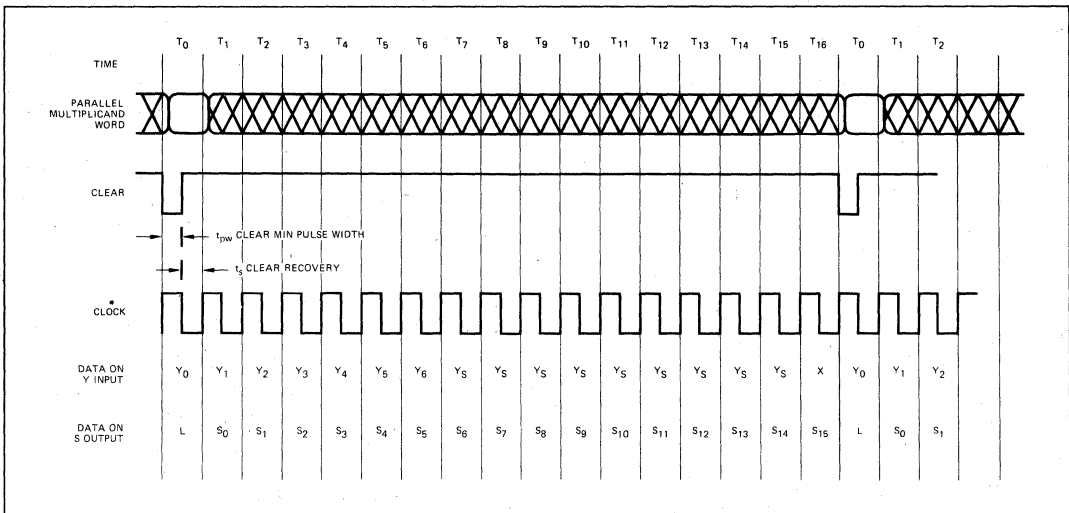 T0 T1 T2 T3 T4 T5 T6 T7 T8 T9 T10 T11 T12 T13 T14 T15 T16 T0 T1 T2
TIME
PARALLEL
MULTIPLICAND
WORD
CLEAR
tpw CLEAR MIN PULSE WIDTH
ts CLEAR RECOVERY
*
CLOCK
DATA ON
Y INPUT
Y0 Y1 Y2 Y3 Y4 Y5 Y6 YS YS YS YS YS YS YS YS YS X Y0 Y1 Y2
DATA ON
S OUTPUT
L S0 S1 S2 S3 S4 S5 S6 S7 S8 S9 S10 S11 S12 S13 S14 S15 L S0 S1